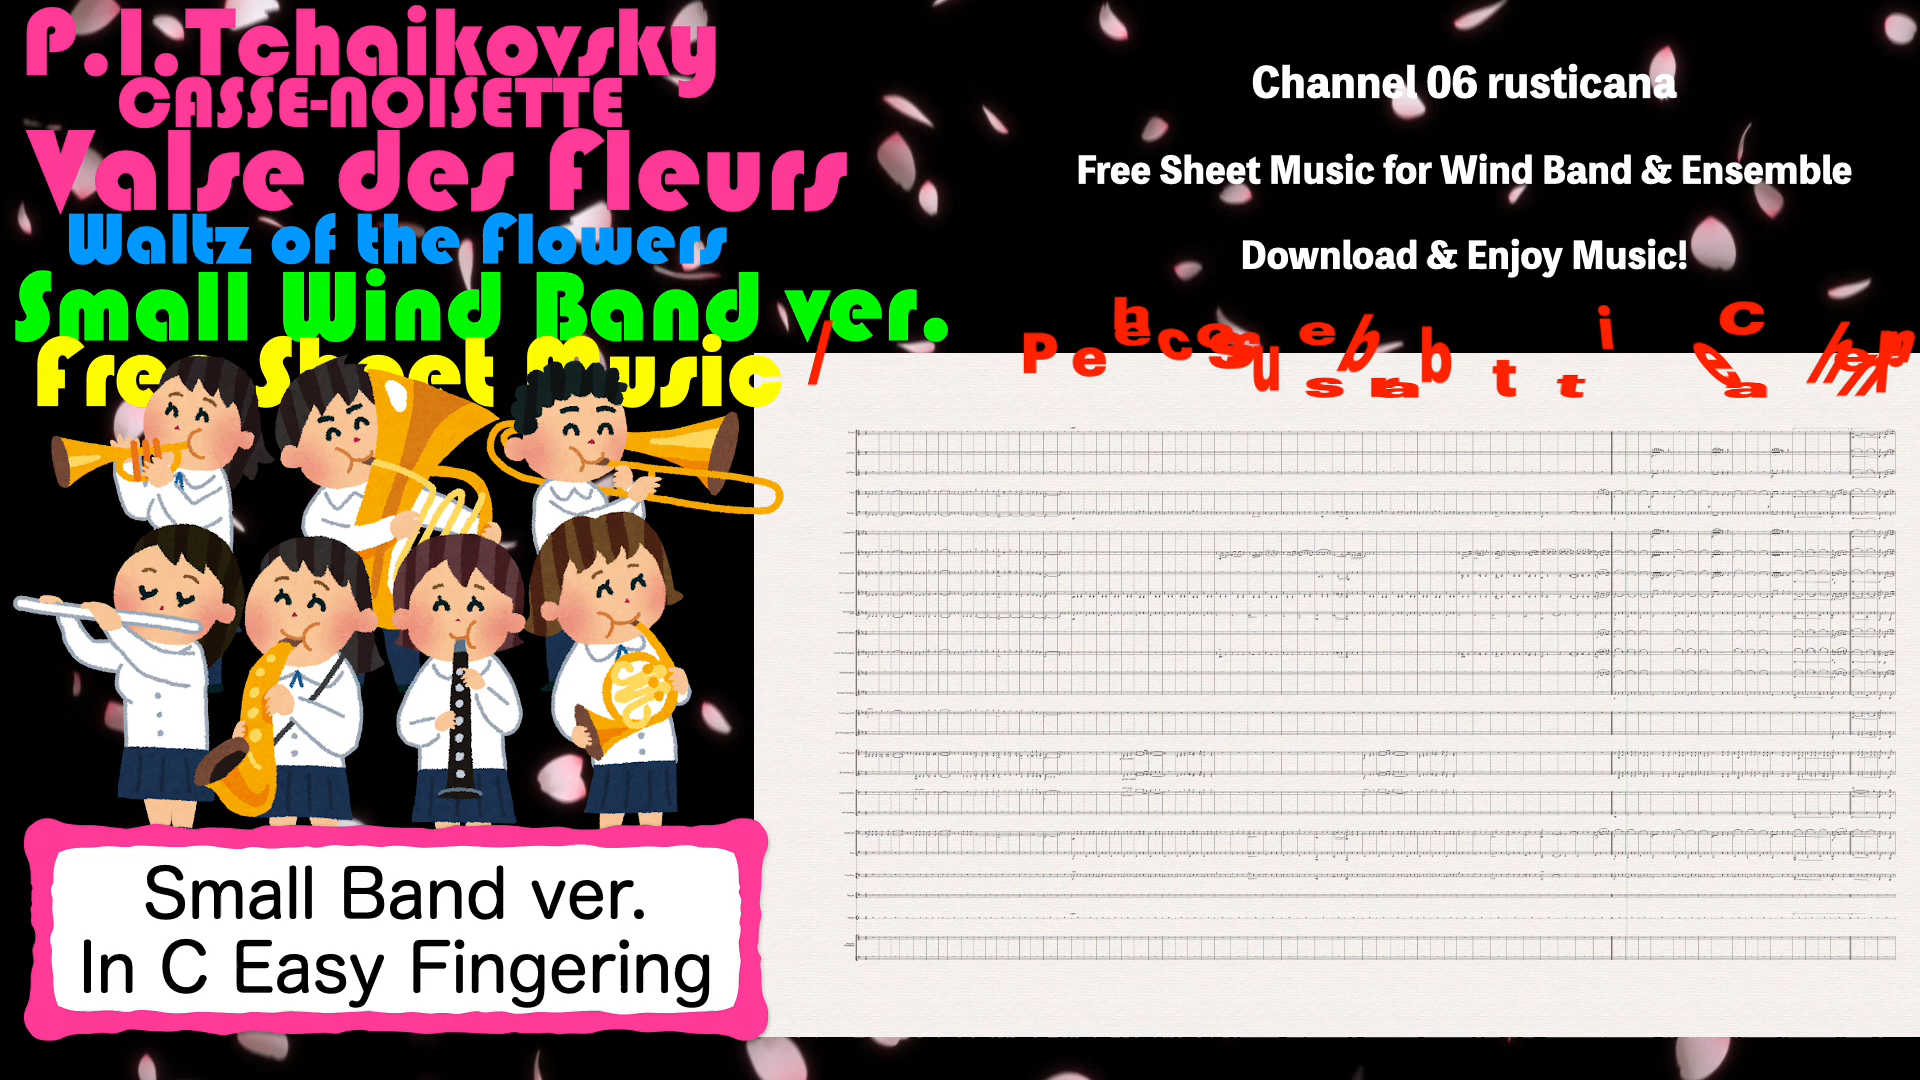 P.I.Tchaikovsky
CASSE-NOISETTE
Valse des Fleurs
Waltz of the Flowers
Small Wind Band ver.
Free Sheet Music
Channel 06 rusticana
Free Sheet Music for Wind Band & Ensemble
Download & Enjoy Music!
Small Band ver.
In C Easy Fingering